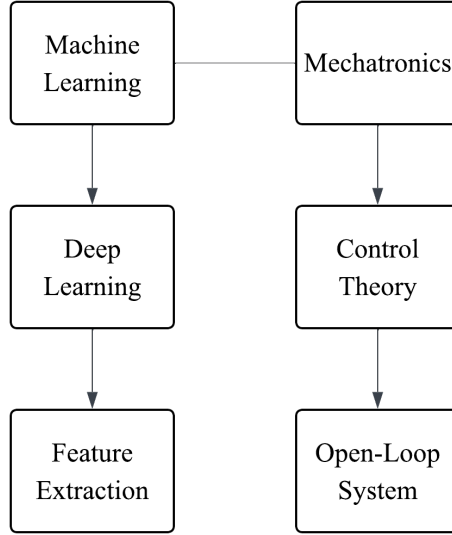 Machine
Learning
Mechatronics
Deep
Learning
Control
Theory
Feature
Extraction
Open-Loop
System